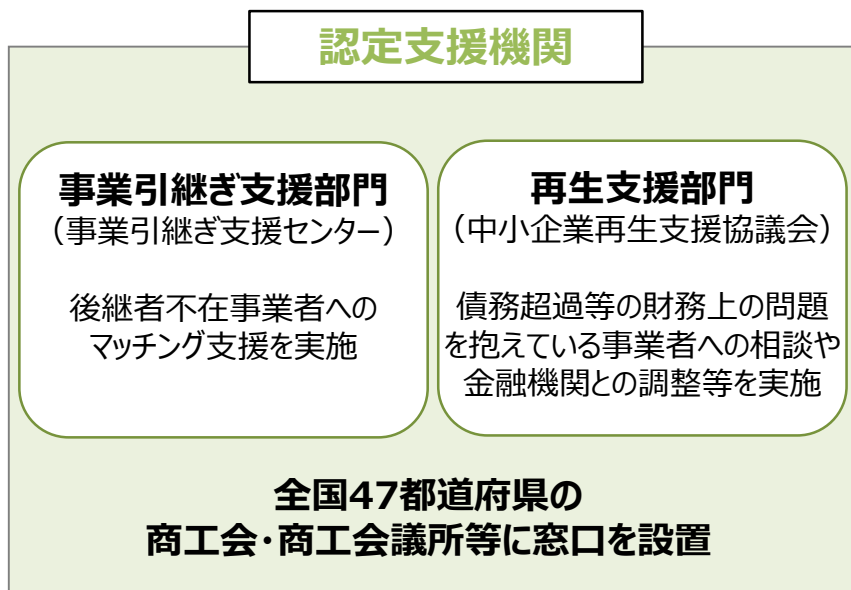 認定支援機関
事業引継ぎ支援部門
（事業引継ぎ支援センター）
後継者不在事業者への
マッチング支援を実施
再生支援部門
（中小企業再生支援協議会）
債務超過等の財務上の問題
を抱えている事業者への相談や
金融機関との調整等を実施
全国47都道府県の
商工会・商工会議所等に窓口を設置